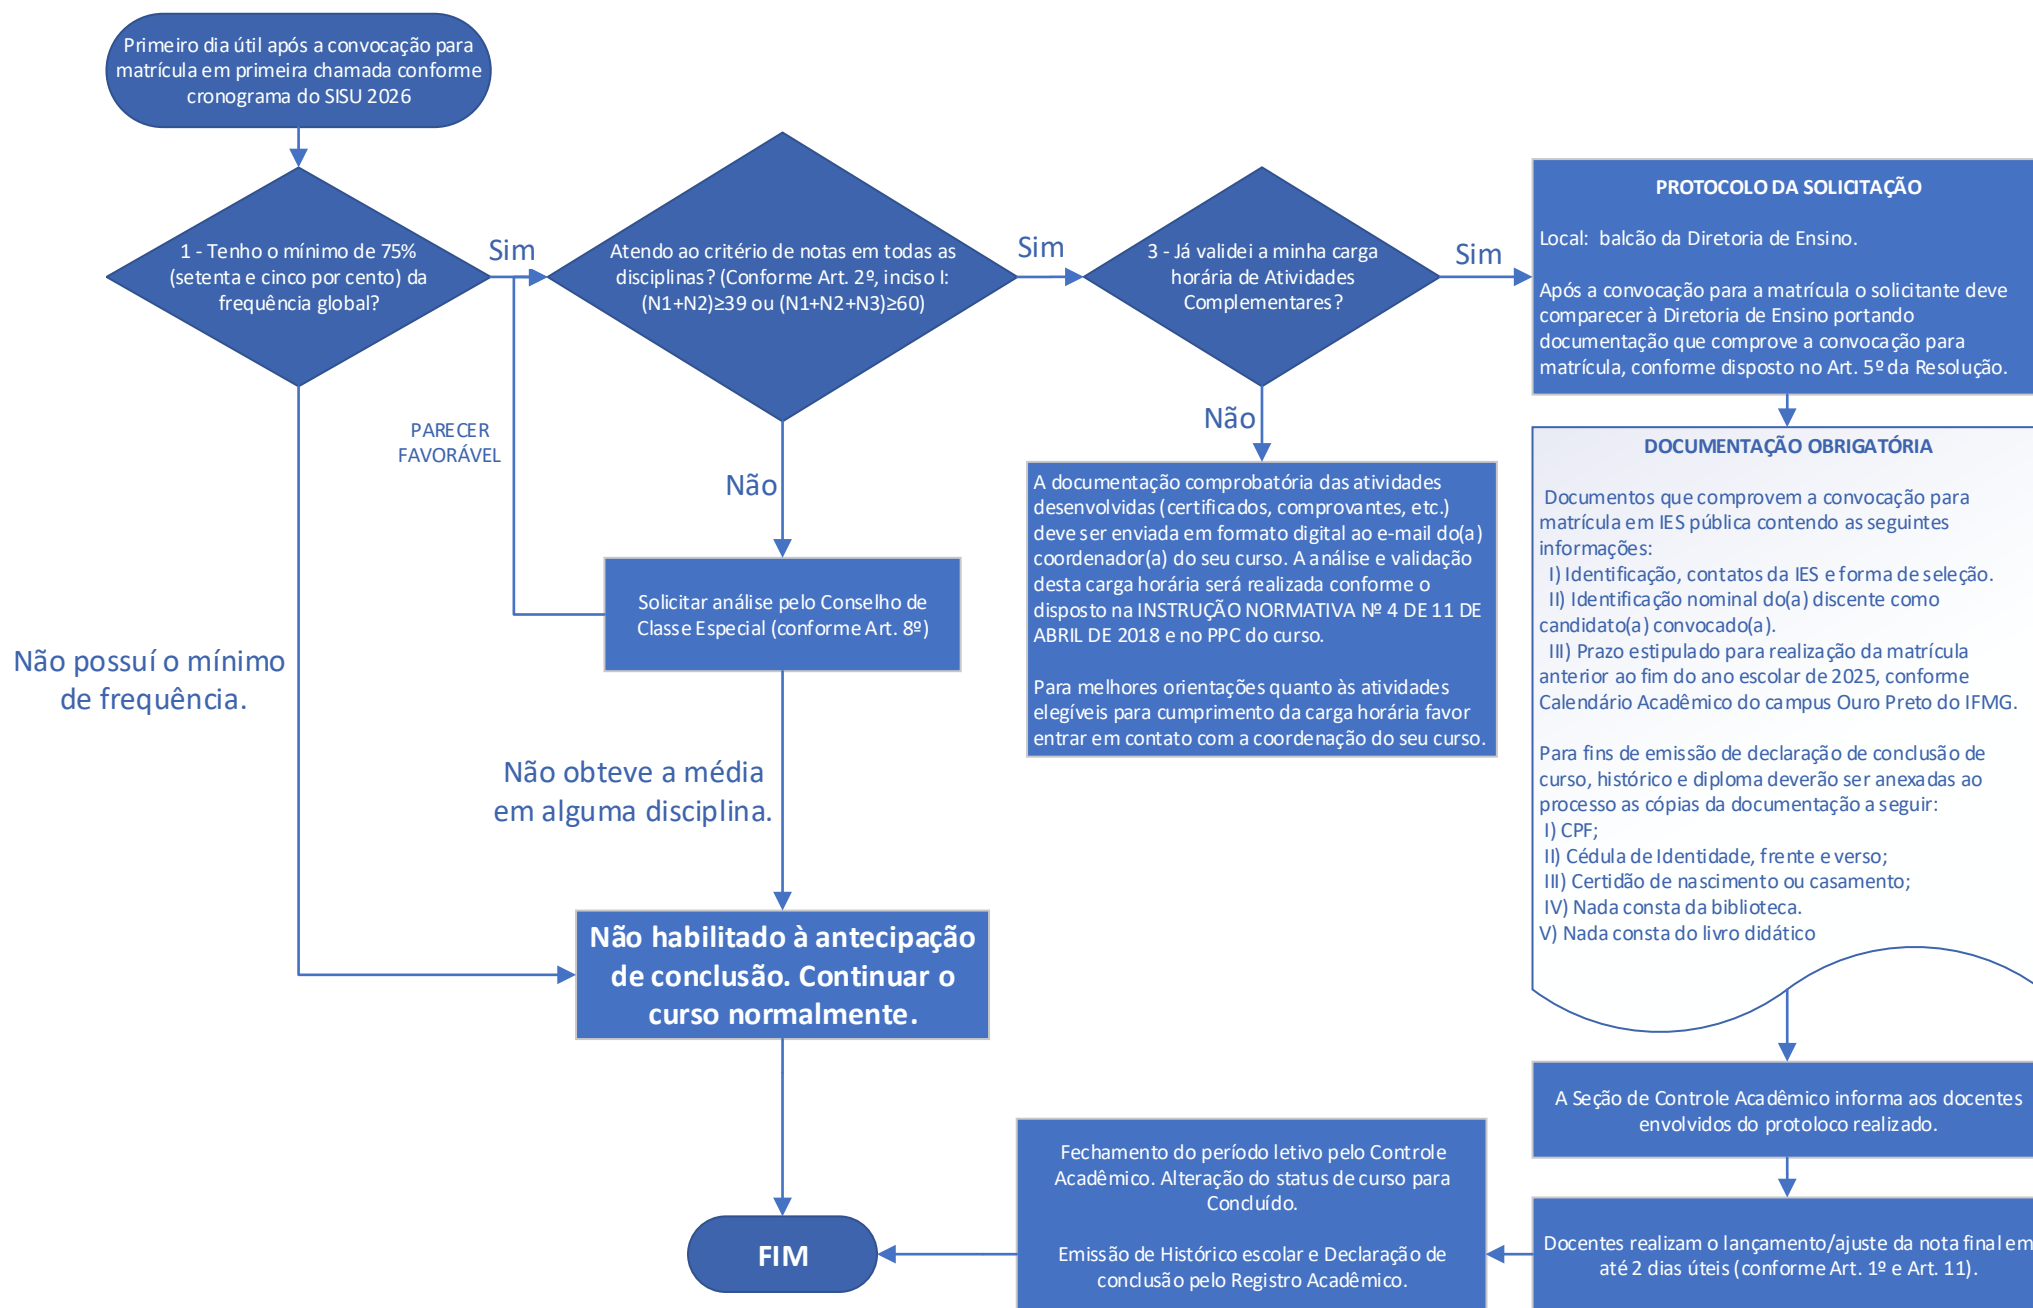 Primeiro dia útil após a convocação para
matrícula em primeira chamada conforme
cronograma do SISU 2026
1 - Tenho o mínimo de 75%
(setenta e cinco por cento) da
frequência global?
Sim
Atendo ao critério de notas em todas as
disciplinas? (Conforme Art. 2º, inciso I:
(N1+N2)≥39 ou (N1+N2+N3)≥60)
Sim
3 - Já validei a minha carga
horária de Atividades
Complementares?
Sim
PROTOCOLO DA SOLICITAÇÃO
Local: balcão da Diretoria de Ensino.
Após a convocação para a matrícula o solicitante deve
comparecer à Diretoria de Ensino portando
documentação que comprove a convocação para
matrícula, conforme disposto no Art. 5º da Resolução.
PARECER
FAVORÁVEL
Não
Não
A documentação comprobatória das atividades
desenvolvidas (certificados, comprovantes, etc.)
deve ser enviada em formato digital ao e-mail do(a)
coordenador(a) do seu curso. A análise e validação
desta carga horária será realizada conforme o
disposto na INSTRUÇÃO NORMATIVA Nº 4 DE 11 DE
ABRIL DE 2018 e no PPC do curso.
Para melhores orientações quanto às atividades
elegíveis para cumprimento da carga horária favor
entrar em contato com a coordenação do seu curso.
Solicitar análise pelo Conselho de
Classe Especial (conforme Art. 8º)
Não possuí o mínimo
de frequência.
Não obteve a média
em alguma disciplina.
DOCUMENTAÇÃO OBRIGATÓRIA
Documentos que comprovem a convocação para
matrícula em IES pública contendo as seguintes
informações:
I) Identificação, contatos da IES e forma de seleção.
II) Identificação nominal do(a) discente como
candidato(a) convocado(a).
III) Prazo estipulado para realização da matrícula
anterior ao fim do ano escolar de 2025, conforme
Calendário Acadêmico do campus Ouro Preto do IFMG.
Para fins de emissão de declaração de conclusão de
curso, histórico e diploma deverão ser anexadas ao
processo as cópias da documentação a seguir:
I) CPF;
II) Cédula de Identidade, frente e verso;
III) Certidão de nascimento ou casamento;
IV) Nada consta da biblioteca.
V) Nada consta do livro didático
Não habilitado à antecipação
de conclusão. Continuar o
curso normalmente.
A Seção de Controle Acadêmico informa aos docentes
envolvidos do protoloco realizado.
Docentes realizam o lançamento/ajuste da nota final em
até 2 dias úteis (conforme Art. 1º e Art. 11).
Fechamento do período letivo pelo Controle
Acadêmico. Alteração do status de curso para
Concluído.
Emissão de Histórico escolar e Declaração de
conclusão pelo Registro Acadêmico.
FIM